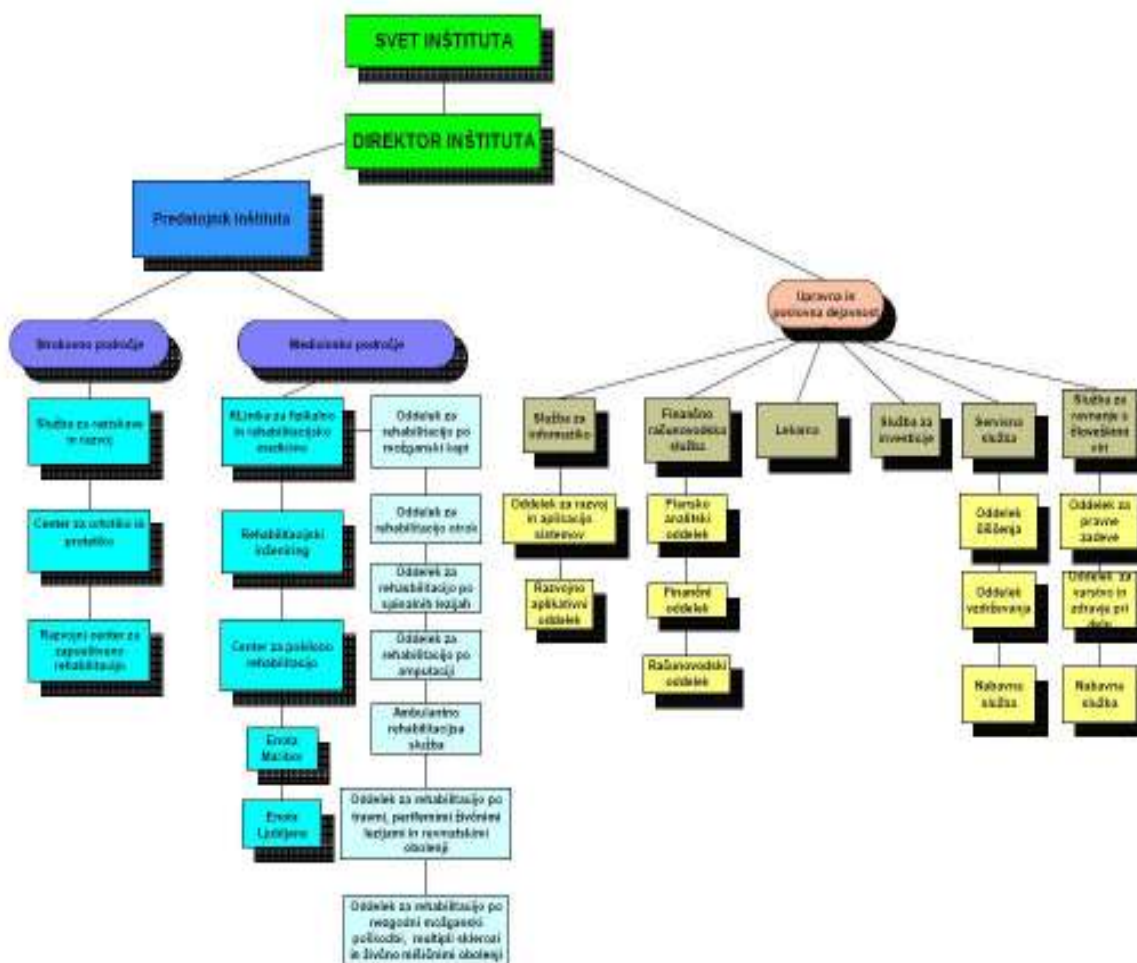 SVET INŠTITUTA
DIREKTOR INŠTITUTA
Predstojnik inštituta
Upravna in
poslovna dejavnost
Strokovno področje
Medicinsko področje
Služba za raziskave
in razvoj
Center za ortotiko in
protetiko
Razvojni center za
zaposlitveno
rehabilitacijo
Klinika za fizikalno
in rehabilitacijsko
medicino
Rehabilitacijski
inženiring
Center za poklicno
rehabilitacijo
Enota
Maribor
Enota
Ljubljana
Oddelek za
rehabilitacijo po
možganski kapi
Oddelek za
rehabilitacijo otrok
Oddelek za
rehabilitacijo po
spinalnih lezijah
Oddelek za
rehabilitacijo po
amputaciji
Ambulantno
rehabilitacijska
služba
Oddelek za rehabilitacijo po
travmi, perifernimi živčnimi
lezijami in revmatskimi
obolenji
Oddelek za rehabilitacijo po
nezgodni možganski
poškodbi, multipli sklerozi
in živčno mišičnimi obolenji
Služba za
informatiko
Oddelek za razvoj
in aplikacijo
sistemov
Razvojno
aplikativni
oddelek
Finančno
računovodska
služba
Plansko
analitski
oddelek
Finančni
oddelek
Računovodski
oddelek
Lekarna
Služba za
investicije
Servisna
služba
Oddelek
čiščenja
Oddelek
vzdrževanja
Nabavna
služba
Služba za
ravnanje s
človeškimi
viri
Oddelek za
pravne
zadeve
Oddelek za
varstvo in
zdravje pri
delu
Nabavna
služba